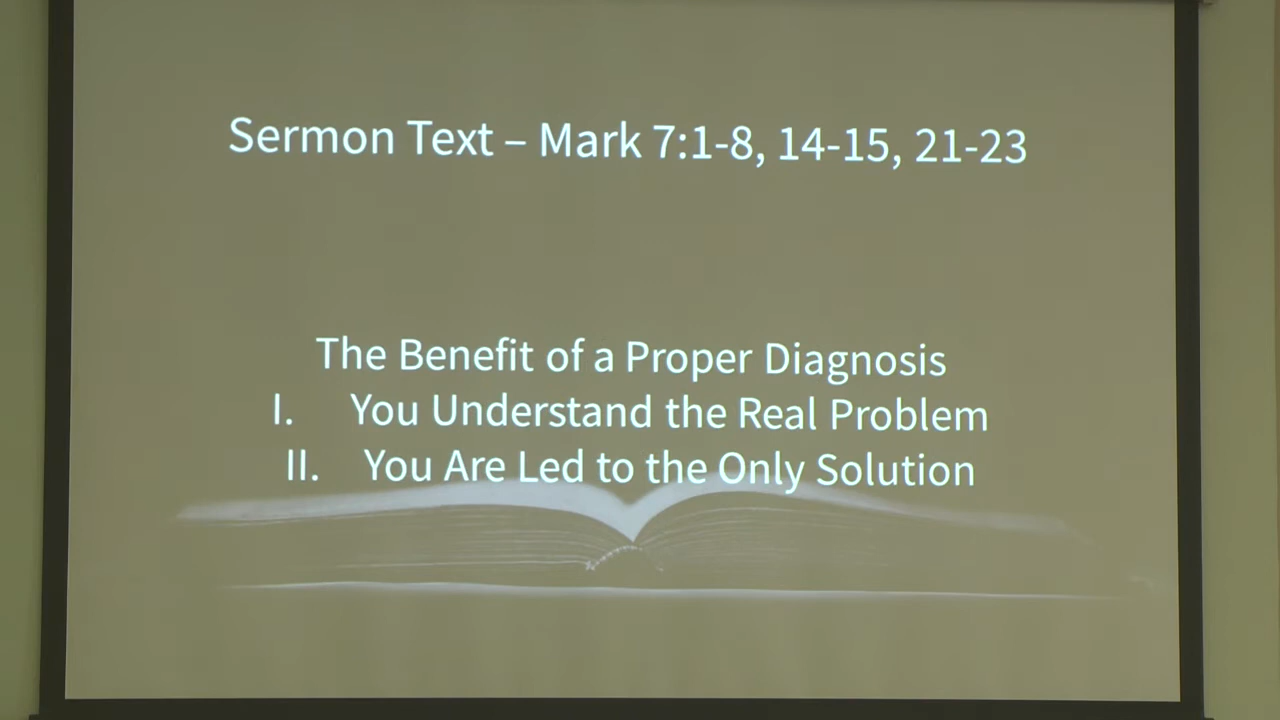 Sermon Text – Mark 7:1-8, 14-15, 21-23
The Benefit of a Proper Diagnosis
I. You Understand the Real Problem
II. You Are Led to the Only Solution